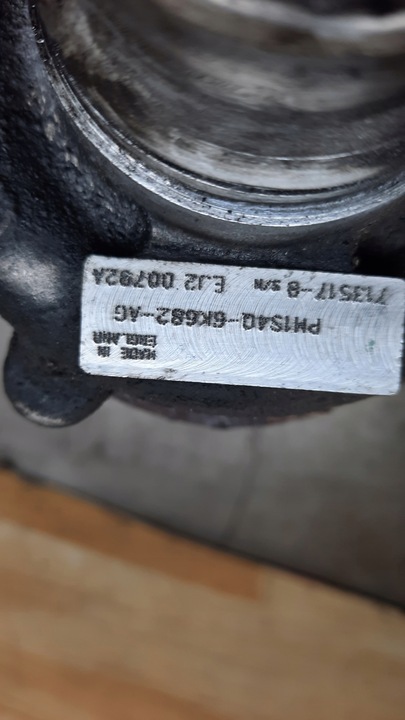 713517-8 S/N EJ2 00792A
PM1S4Q-6K682-AG
MADE IN
ENGLAND